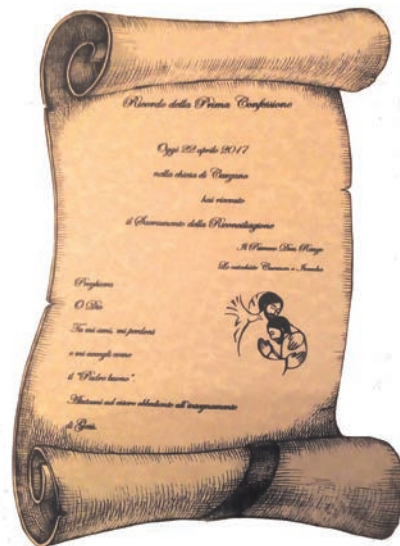 Ricordo della Prima Confessione
Oggi 22 aprile 2017
nella chiesa di
hai ricevuto
il Sacramento della Riconciliazione
Il Parroco Don
Le catechiste Carmen e
Preghiera
O Dio
Tu mi ami, mi perdoni
e mi accogli come
il "Padre buono".
Aiutami ad essere obbediente all'insegnamento
di Gesù.